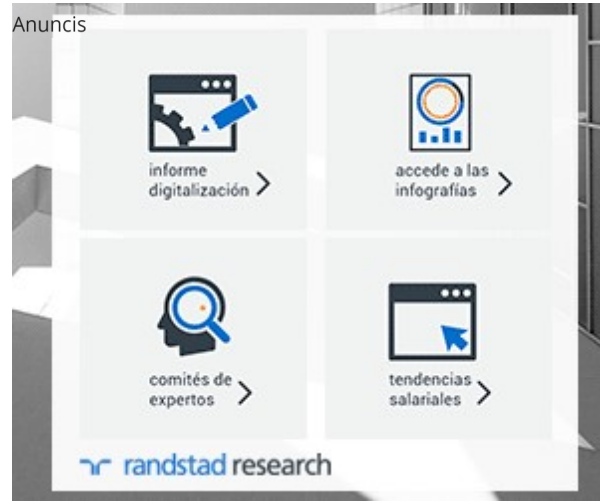 Anuncis
informe
digitalización
accede a las
infografías
comités de
expertos
tendencias
salariales
randstad research